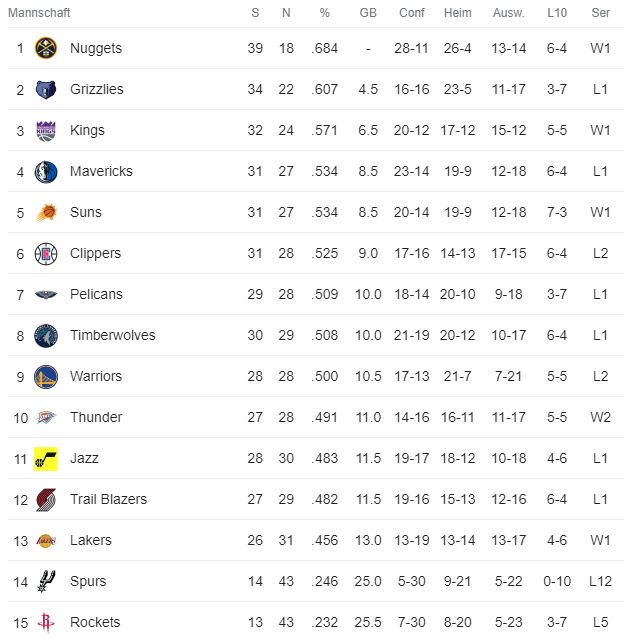 Mannschaft S N % GB Conf Heim Ausw. L10 Ser
1 Nuggets 39 18 .684 - 28-11 26-4 13-14 6-4 W1
2 Grizzlies 34 22 .607 4.5 16-16 23-5 11-17 3-7 L1
3 KINGS Kings 32 24 .571 6.5 20-12 17-12 15-12 5-5 W1
4 Mavericks 31 27 .534 8.5 23-14 19-9 12-18 6-4 L1
5 Suns 31 27 .534 8.5 20-14 19-9 12-18 7-3 W1
6 Clippers 31 28 .525 9.0 17-16 14-13 17-15 6-4 L2
7 Pelicans 29 28 .509 10.0 18-14 20-10 9-18 3-7 L1
8 Timberwolves 30 29 .508 10.0 21-19 20-12 10-17 6-4 L1
9 Warriors 28 28 .500 10.5 17-13 21-7 7-21 5-5 L2
10 Thunder 27 28 .491 11.0 14-16 16-11 11-17 5-5 W2
11 Jazz 28 30 .483 11.5 19-17 18-12 10-18 4-6 L1
12 Trail Blazers 27 29 .482 11.5 19-16 15-13 12-16 6-4 L1
13 LAKERS Lakers 26 31 .456 13.0 13-19 13-14 13-17 4-6 W1
14 Spurs 14 43 .246 25.0 5-30 9-21 5-22 0-10 L12
15 Rockets 13 43 .232 25.5 7-30 8-20 5-23 3-7 L5